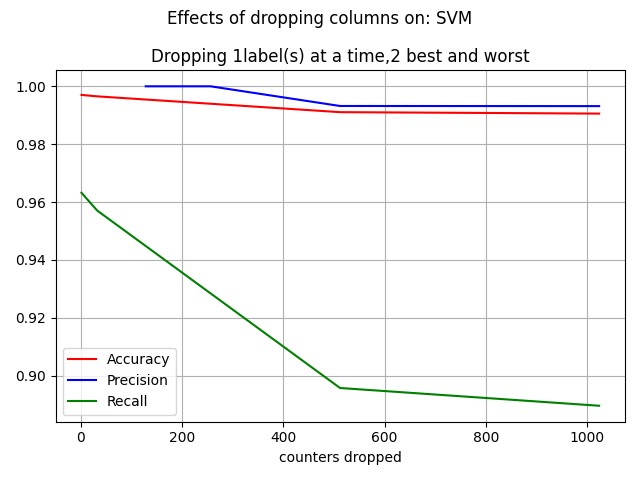 Effects of dropping columns on: SVM
Dropping 1label(s) at a time,2 best and worst
1.00
0.98
0.96
0.94
0.92
0.90
Accuracy
Precision
Recall
0 200 400 600 800 1000
counters dropped